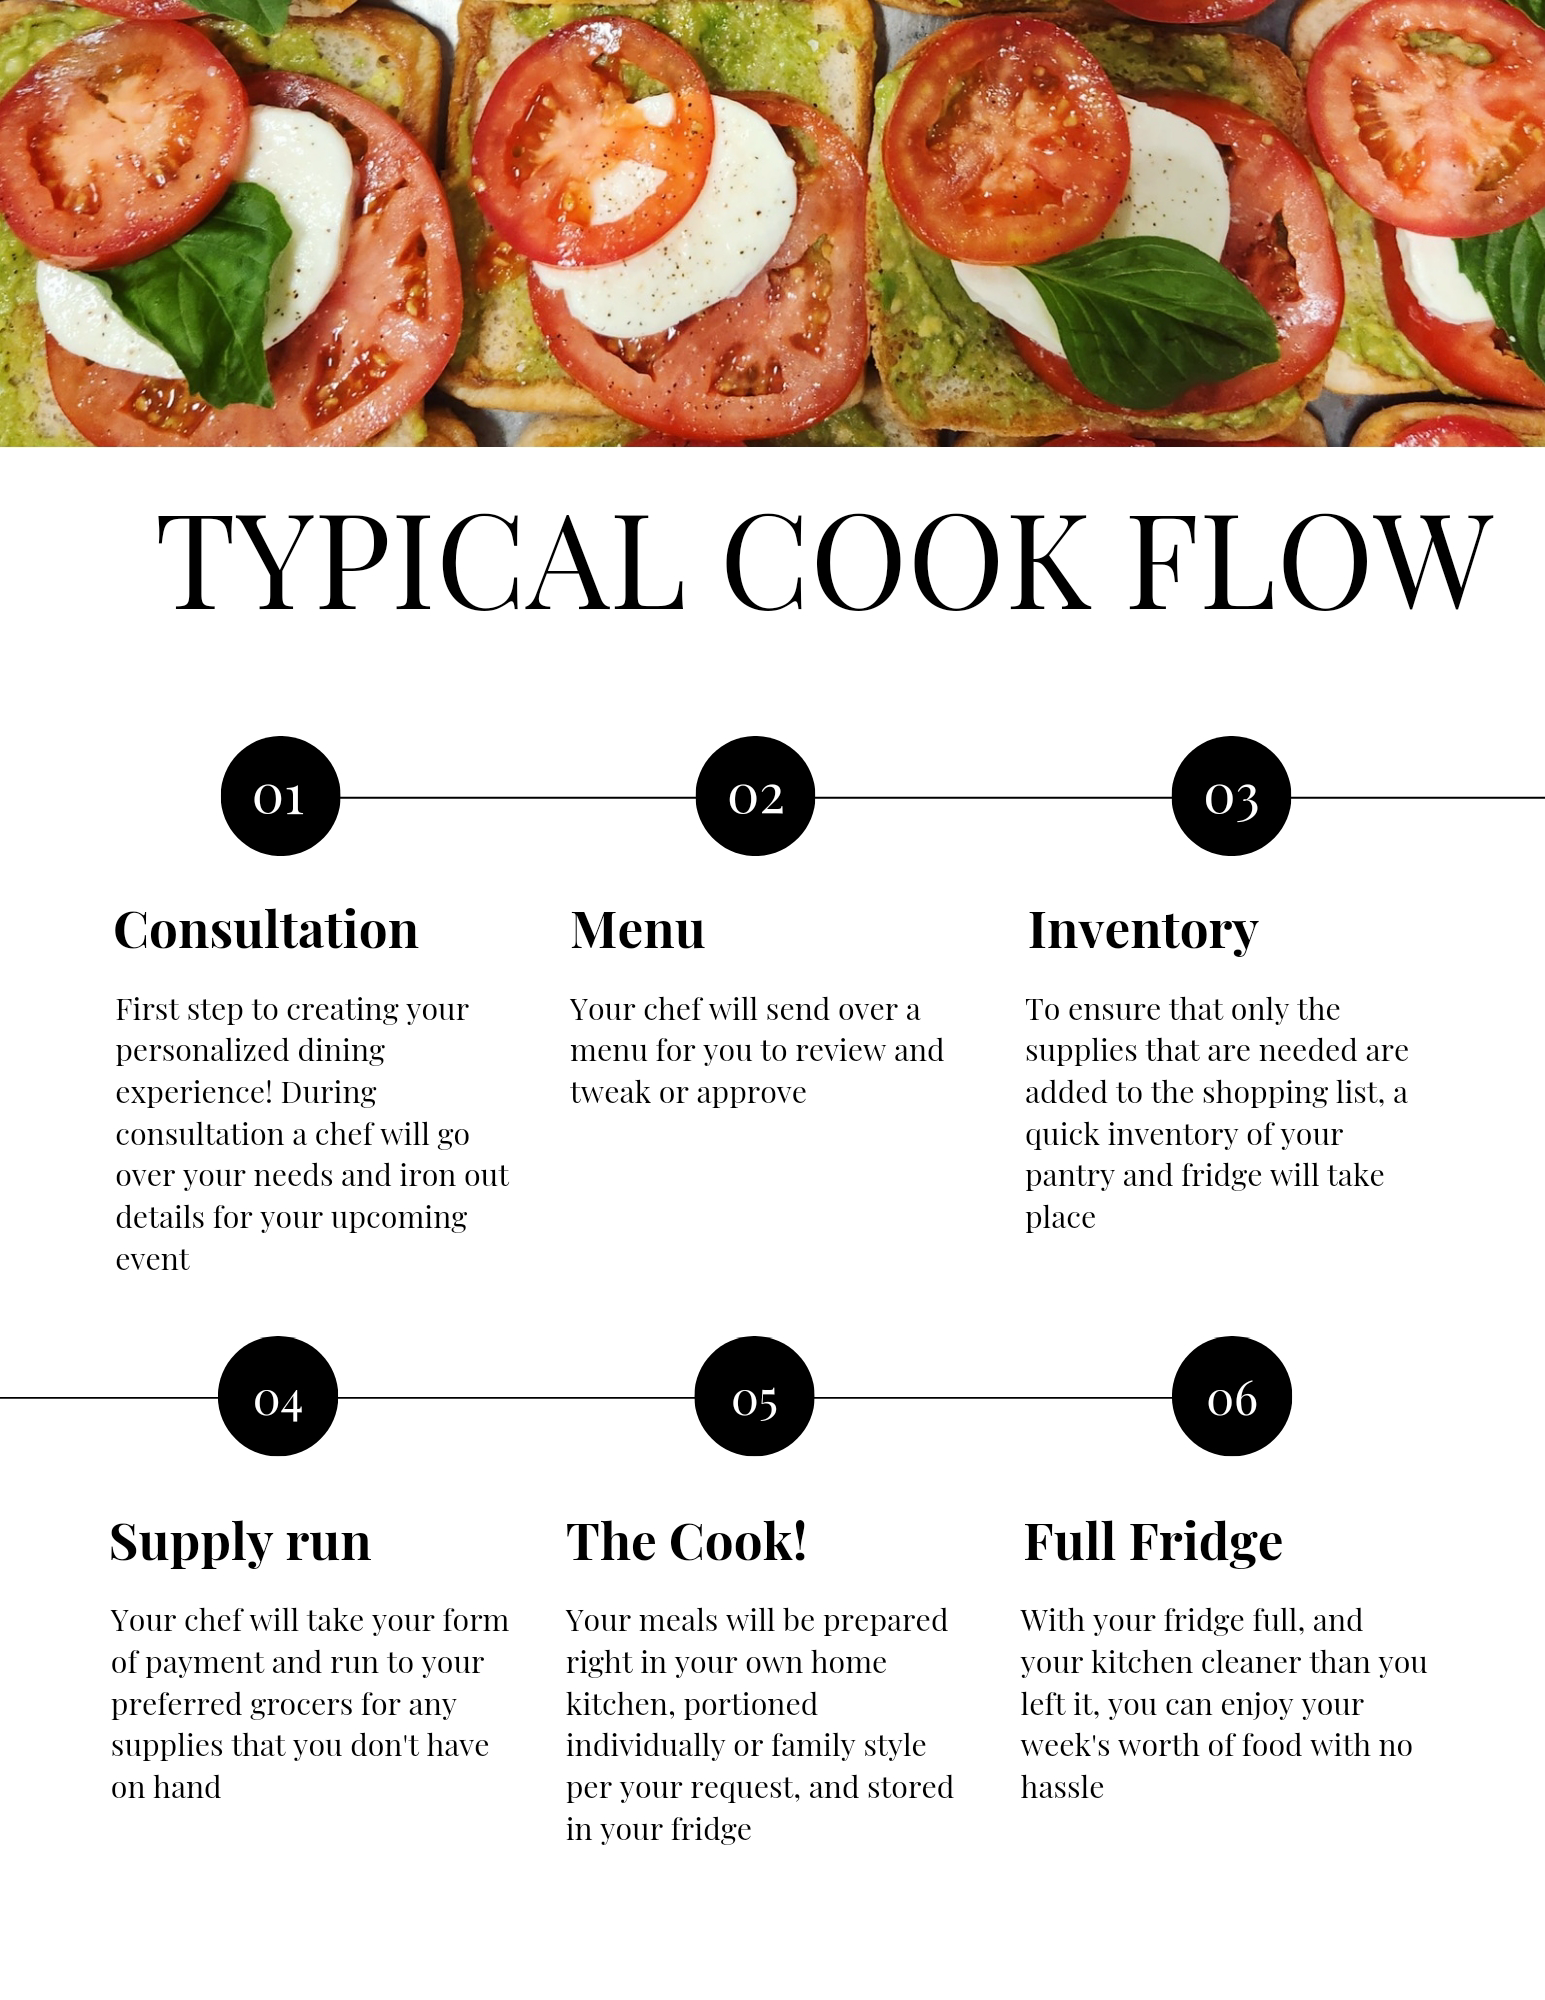 TYPICAL COOK FLOW
01
02
03
Consultation
First step to creating your
personalized dining
experience! During
consultation a chef will go
over your needs and iron out
details for your upcoming
event
Menu
Your chef will send over a
menu for you to review and
tweak or approve
Inventory
To ensure that only the
supplies that are needed are
added to the shopping list, a
quick inventory of your
pantry and fridge will take
place
04
05
06
Supply run
Your chef will take your form
of payment and run to your
preferred grocers for any
supplies that you don't have
on hand
The Cook!
Your meals will be prepared
right in your own home
kitchen, portioned
individually or family style
per your request, and stored
in your fridge
Full Fridge
With your fridge full, and
your kitchen cleaner than you
left it, you can enjoy your
week's worth of food with no
hassle